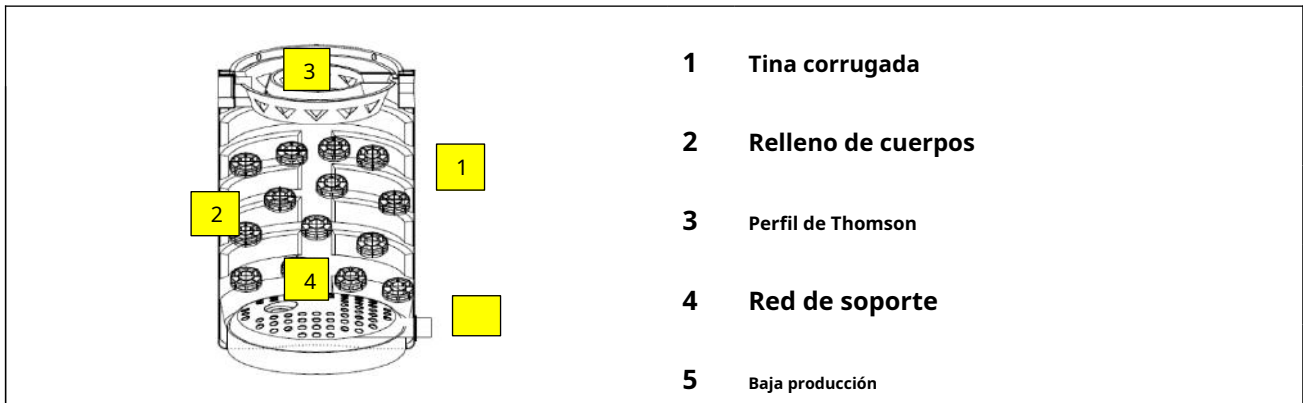 3
1
2
4
1 Tina corrugada
2 Relleno de cuerpos
3 Perfil de Thomson
4 Red de soporte
5 Baja producción